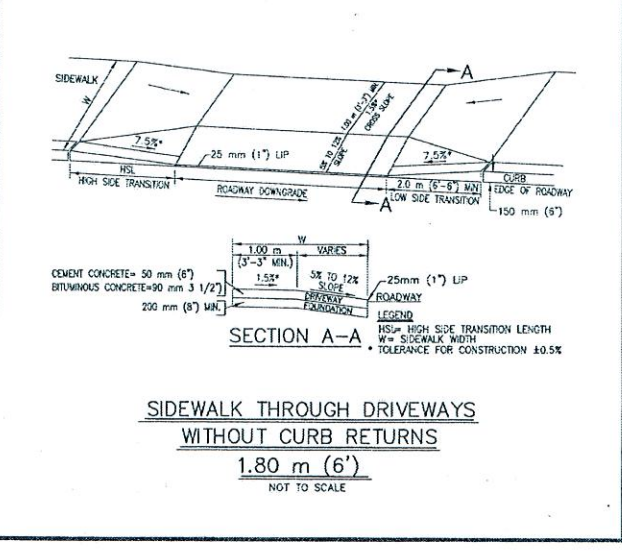 A
SIDEWALK
W
5% TO 12% 1.00 m (3'-3") MIN
SLOPE 1.5%*
CROSS SLOPE
7.5%*
25 mm (1") LIP
7.5%*
HSL
HIGH SIDE TRANSITION
ROADWAY DOWNGRADE
A
2.0 m (6'-6") MIN
LOW SIDE TRANSITION
CURB
EDGE OF ROADWAY
150 mm (6")
W
1.00 m
(3'-3" MIN.)
VARIES
CEMENT CONCRETE= 50 mm (6")
BITUMINOUS CONCRETE=90 mm 3 1/2")
1.5%*
5% TO 12%
SLOPE
25mm (1") LIP
ROADWAY
DRIVEWAY
FOUNDATION
200 mm (8") MIN.
SECTION A-A
LEGEND
HSL= HIGH SIDE TRANSITION LENGTH
W= SIDEWALK WIDTH
* TOLERANCE FOR CONSTRUCTION ±0.5%
SIDEWALK THROUGH DRIVEWAYS
WITHOUT CURB RETURNS
1.80 m (6')
NOT TO SCALE